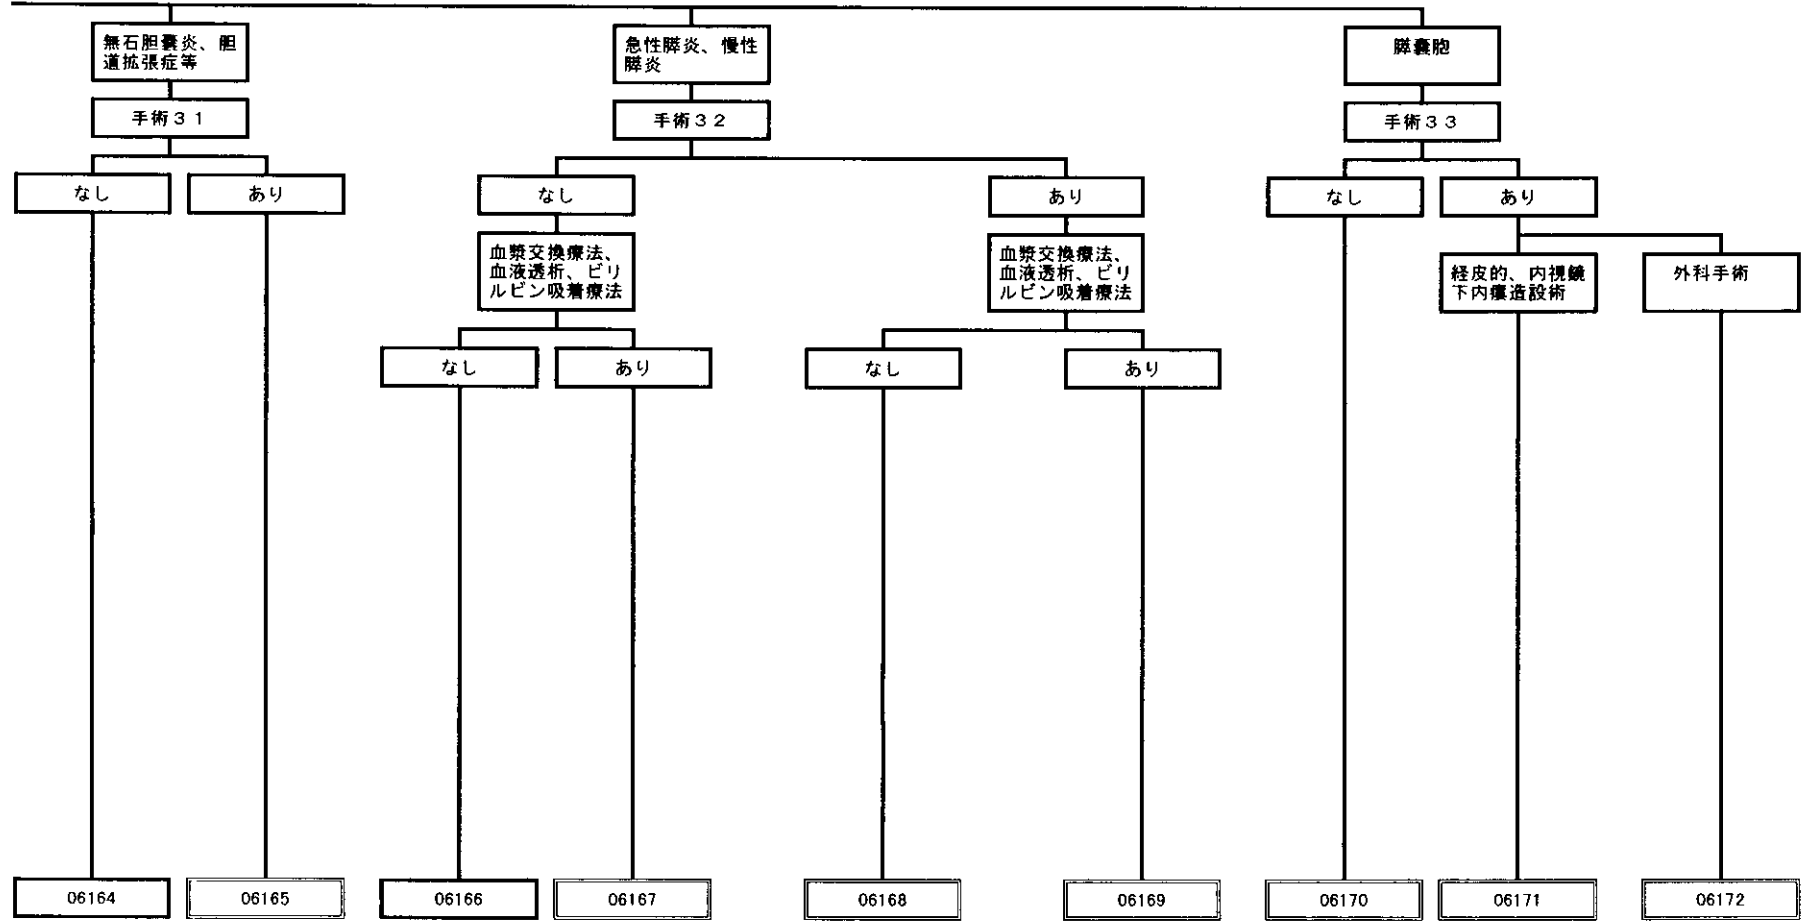 無石胆嚢炎、胆
道拡張症等
急性膵炎、慢性
膵炎
膵嚢胞
手術31
手術32
手術33
なし
あり
なし
あり
なし
あり
血漿交換療法、
血液透析、ビリ
ルビン吸着療法
血漿交換療法、
血液透析、ビリ
ルビン吸着療法
経皮的、内視鏡
下内瘻造設術
外科手術
なし
あり
なし
あり
06164
06165
06166
06167
06168
06169
06170
06171
06172